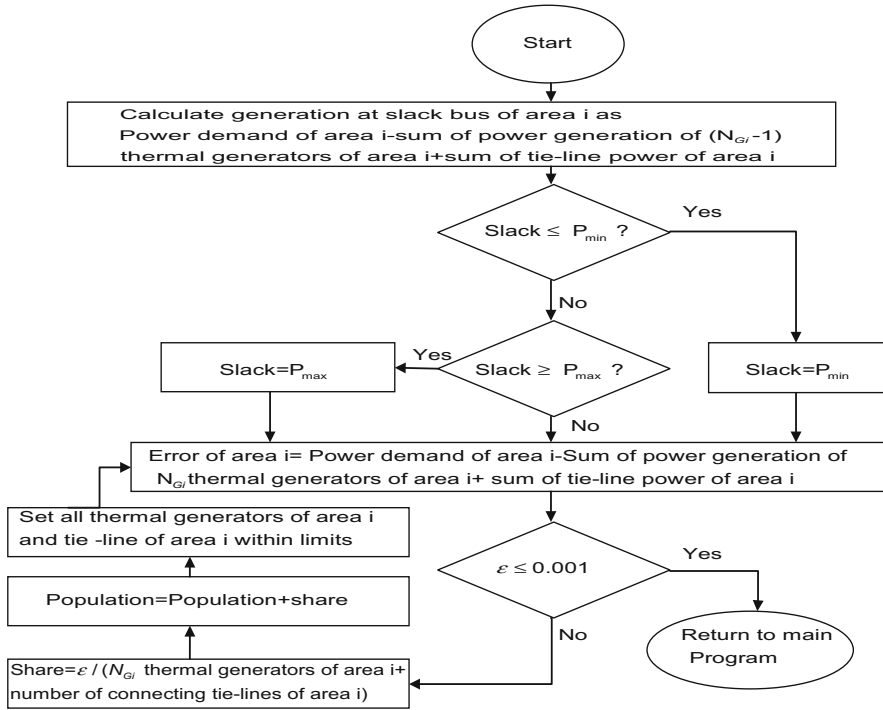 Start
Calculate generation at slack bus of area i as
Power demand of area i-sum of power generation of (N_Gi-1)
thermal generators of area i+sum of tie-line power of area i
Slack ≤ P_min ?
Yes
No
Slack=P_max
Yes
Slack ≥ P_max ?
Slack=P_min
No
Error of area i= Power demand of area i-Sum of power generation of
N_Gi thermal generators of area i+ sum of tie-line power of area i
Set all thermal generators of area i
and tie -line of area i within limits
ε ≤ 0.001
Yes
Population=Population+share
No
Return to main
Program
Share=ε / (N_Gi thermal generators of area i+
number of connecting tie-lines of area i)